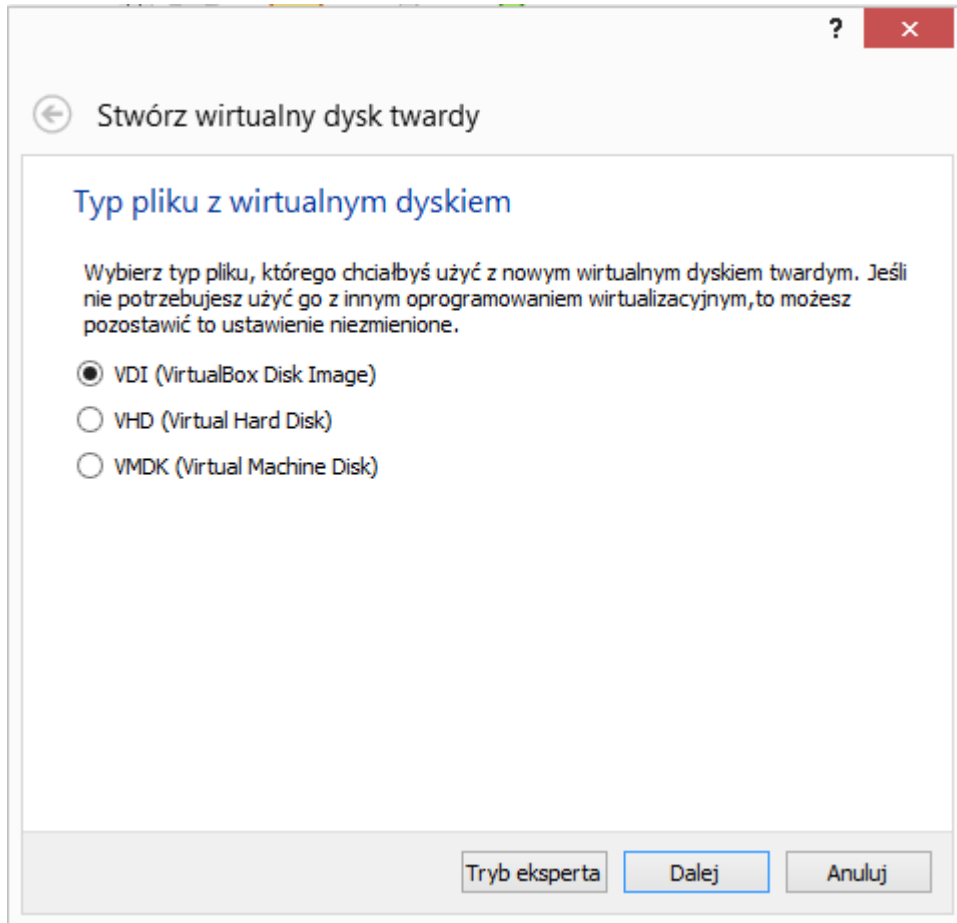 ?
Stwórz wirtualny dysk twardy
Typ pliku z wirtualnym dyskiem
Wybierz typ pliku, którego chciałbyś użyć z nowym wirtualnym dyskiem twardym. Jeśli
nie potrzebujesz użyć go z innym oprogramowaniem wirtualizacyjnym,to możesz
pozostawić to ustawienie niezmienione.
VDI (VirtualBox Disk Image)
VHD (Virtual Hard Disk)
VMDK (Virtual Machine Disk)
Tryb eksperta Dalej Anuluj